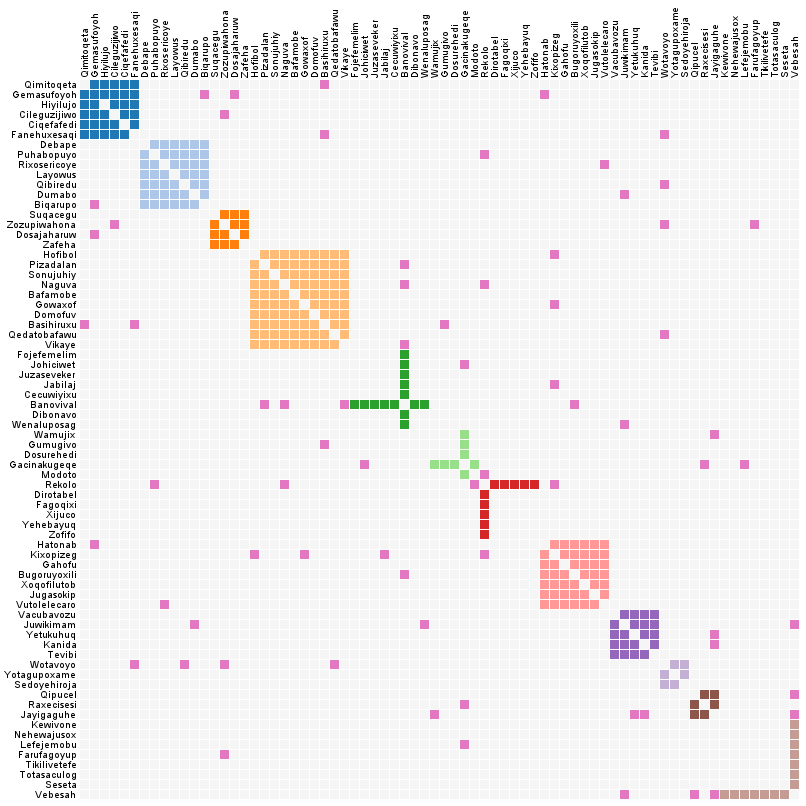 Qimitoqeta
Gemasufoyoh
Hiyilujo
Cileguzijiwo
Ciqefafedi
Fanehuxesaqi
Debape
Puhabopuyo
Rixosericoye
Layowus
Qibiredu
Dumabo
Biqarupo
Suqacegu
Zozupiwahona
Dosajaharuw
Zafeha
Hofibol
Pizadalan
Sonujuhiy
Naguva
Bafamobe
Gowaxof
Domofuv
Basihiruxu
Qedatobafawu
Vikaye
Fojefemelim
Johiciwet
Juzaseveker
Jabilaj
Cecuwiyixu
Banovival
Dibonavo
Wenaluposag
Wamujix
Gumugivo
Dosurehedi
Gacinakugeqe
Modoto
Rekolo
Dirotabel
Fagoqixi
Xijuco
Yehebayuq
Zofifo
Hatonab
Kixopizeg
Gahofu
Bugoruyoxili
Xoqofilutob
Jugasokip
Vutolelecaro
Vacubavozu
Juwikimam
Yetukuhuq
Kanida
Tevibi
Wotavoyo
Yotagupoxame
Sedoyehiroja
Qipucel
Raxecisesi
Jayigaguhe
Kewivone
Nehewajusox
Lefejemobu
Farufagoyup
Tikilivetefe
Totasaculog
Seseta
Vebesah
Qimitoqeta
Gemasufoyoh
Hiyilujo
Cileguzijiwo
Ciqefafedi
Fanehuxesaqi
Debape
Puhabopuyo
Rixosericoye
Layowus
Qibiredu
Dumabo
Biqarupo
Suqacegu
Zozupiwahona
Dosajaharuw
Zafeha
Hofibol
Pizadalan
Sonujuhiy
Naguva
Bafamobe
Gowaxof
Domofuv
Basihiruxu
Qedatobafawu
Vikaye
Fojefemelim
Johiciwet
Juzaseveker
Jabilaj
Cecuwiyixu
Banovival
Dibonavo
Wenaluposag
Wamujix
Gumugivo
Dosurehedi
Gacinakugeqe
Modoto
Rekolo
Dirotabel
Fagoqixi
Xijuco
Yehebayuq
Zofifo
Hatonab
Kixopizeg
Gahofu
Bugoruyoxili
Xoqofilutob
Jugasokip
Vutolelecaro
Vacubavozu
Juwikimam
Yetukuhuq
Kanida
Tevibi
Wotavoyo
Yotagupoxame
Sedoyehiroja
Qipucel
Raxecisesi
Jayigaguhe
Kewivone
Nehewajusox
Lefejemobu
Farufagoyup
Tikilivetefe
Totasaculog
Seseta
Vebesah